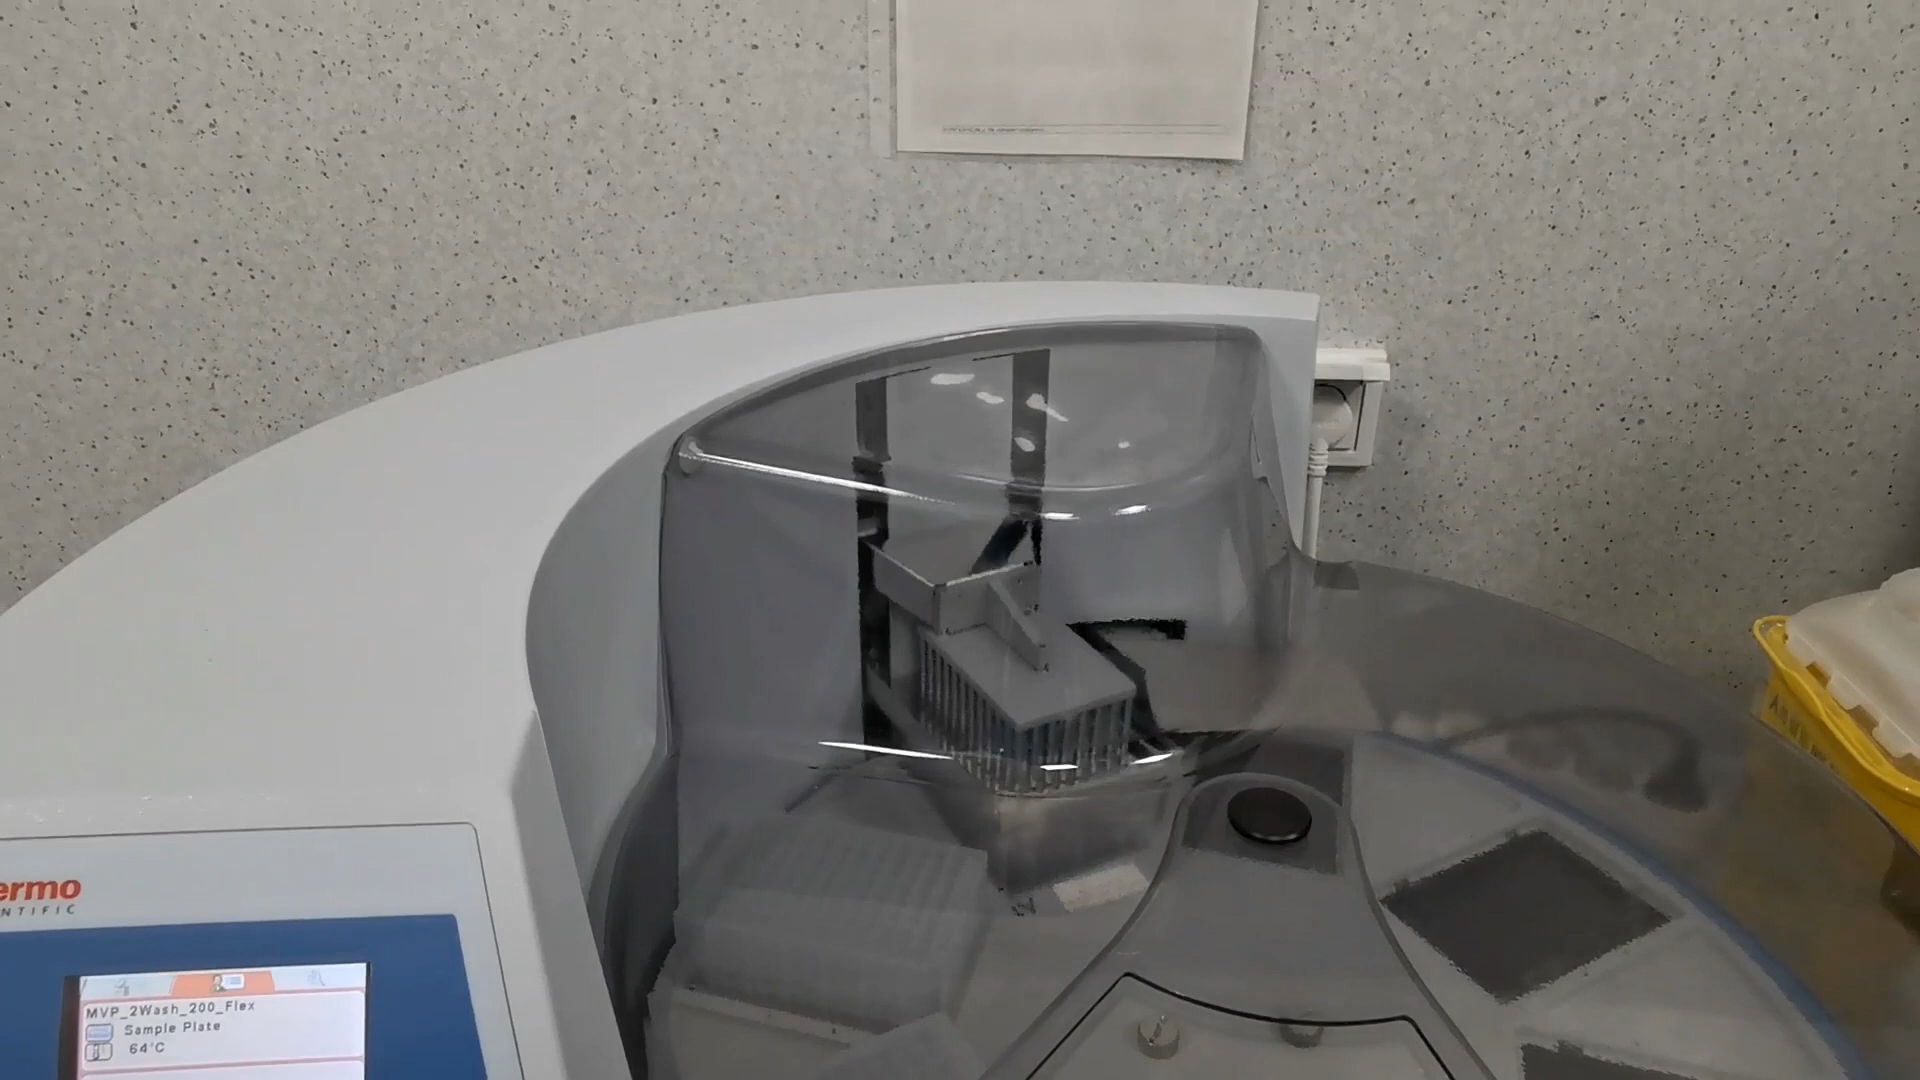 ermo
NTIFIC
MVP_2Wash_200_Flex
Sample Plate
64°C